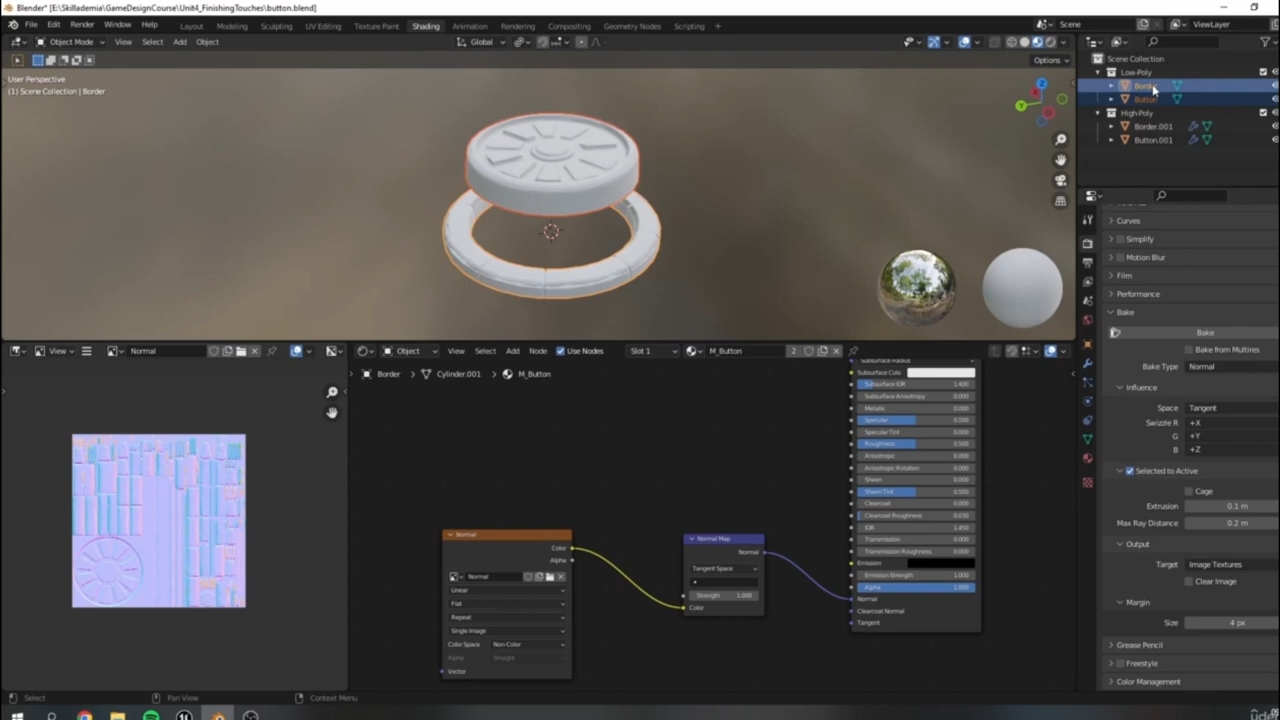 Blender* [E:\Skillademia\GameDesignCourse\Unit4_FinishingTouches\button.blend]
File Edit Render Window Help Layout Modeling Sculpting UV Editing Texture Paint Shading Animation Rendering Compositing Geometry Nodes Scripting Scene ViewLayer
Object Mode View Select Add Object Global
Options
User Perspective
(1) Scene Collection | Border
Scene Collection
Low-Poly
Button
High-Poly
Border.001
Button.001
Curves
Simplify
Motion Blur
Film
Performance
Bake
Bake
Bake from Multires
Bake Type Normal
Influence
Space Tangent
Swizzle R +X
G +Y
B +Z
Selected to Active
Cage
Extrusion 0.1 m
Max Ray Distance 0.2 m
Output
Target Image Textures
Clear Image
Margin
Size 4 px
Grease Pencil
Freestyle
Color Management
View Normal
Object View Select Add Node Use Nodes Slot 1 M_Button 2
Border Cylinder.001 M_Button
Subsurface Radius
Subsurface Colo
Subsurface IOR 1.400
Subsurface Anisotropy 0.000
Metallic 0.000
Specular 0.500
Specular Tint 0.000
Roughness 0.500
Anisotropic 0.000
Anisotropic Rotation 0.000
Sheen 0.000
Sheen Tint 0.500
Clearcoat 0.000
Clearcoat Roughness 0.030
IOR 1.450
Transmission 0.000
Transmission Roughness 0.000
Emission
Emission Strength 1.000
Alpha 1.000
Normal
Clearcoat Normal
Tangent
Normal
Color
Alpha
Normal
Linear
Flat
Repeat
Single Image
Color Space Non-Color
Alpha Straight
Vector
Normal Map
Normal
Tangent Space
Strength 1.000
Color
Select Pan View Context Menu